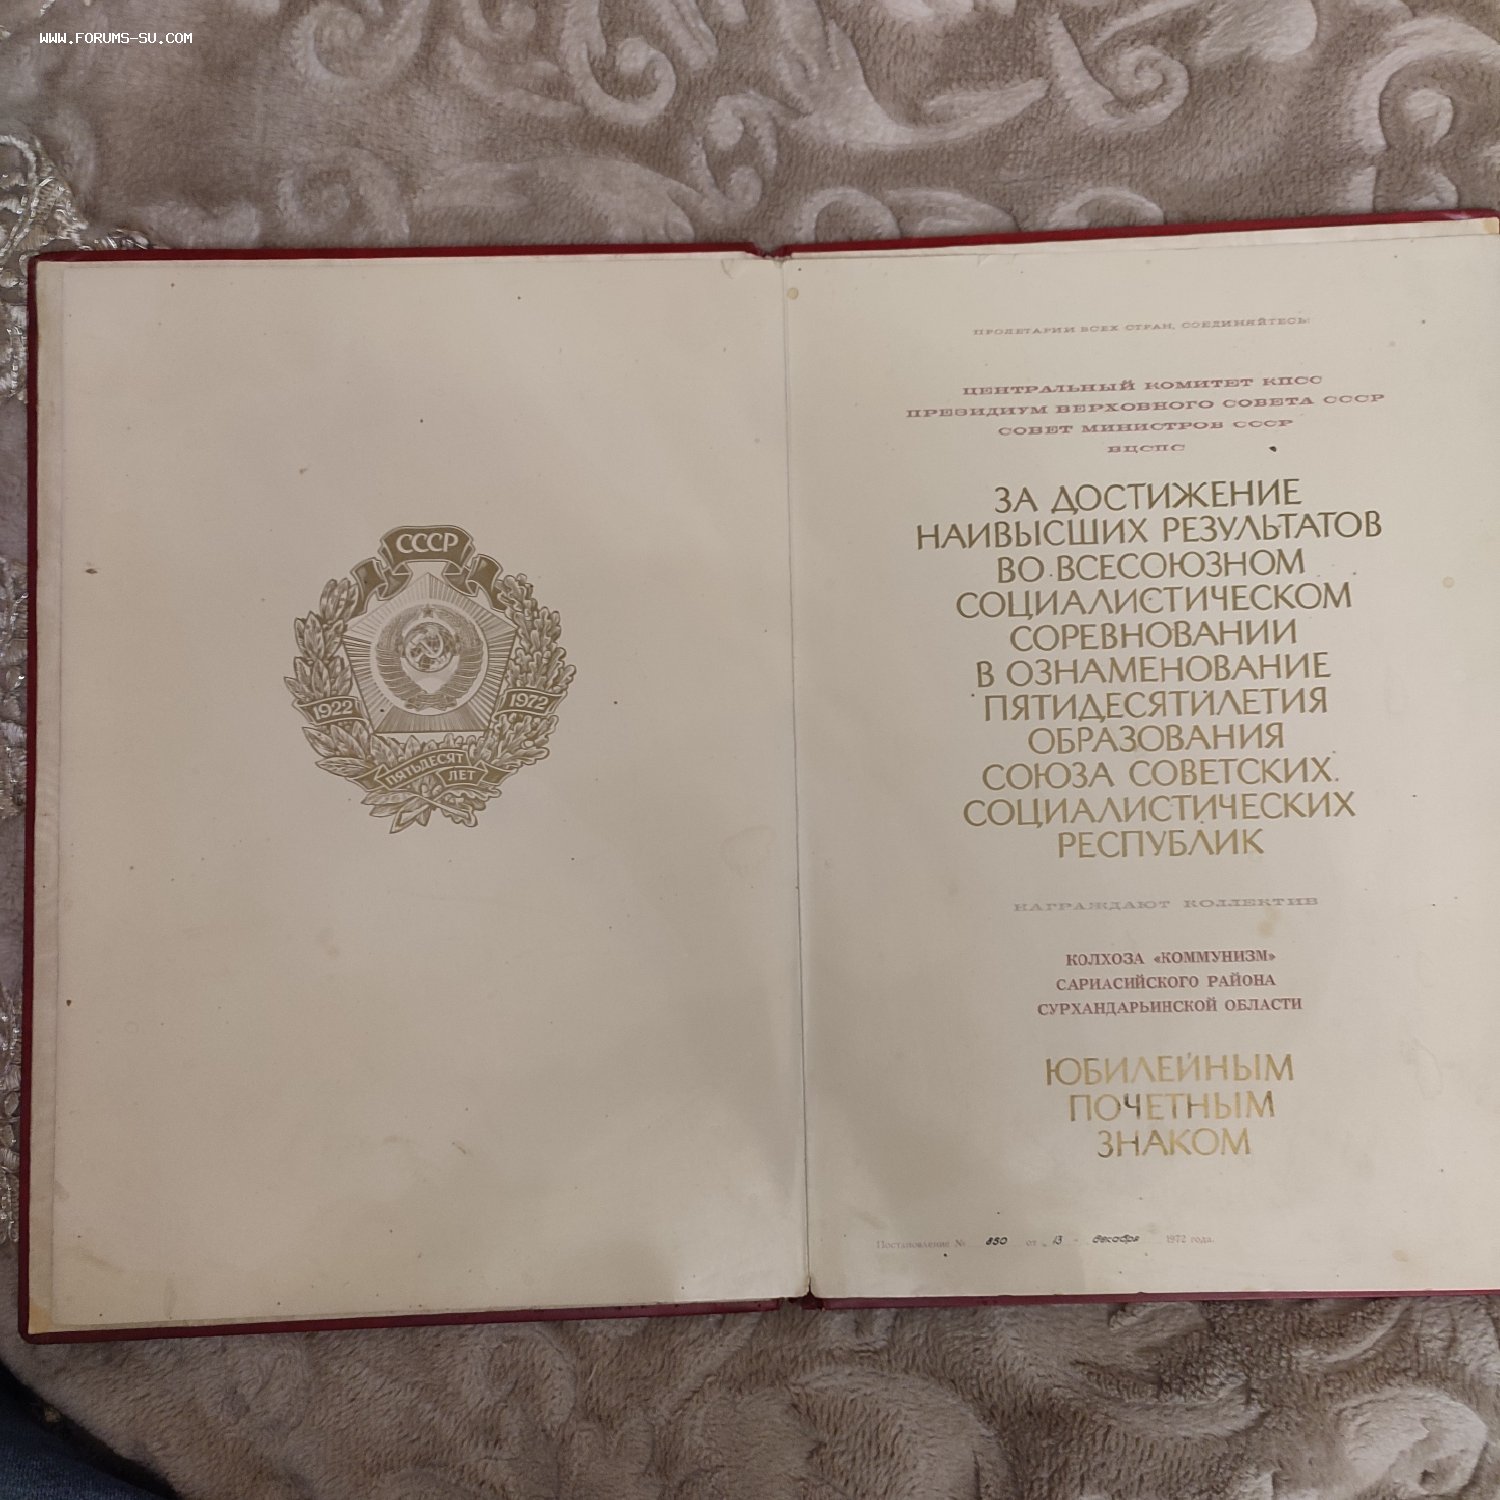 WWW.FORUMS-SU.COM
СССР
1922
1972
ПЯТЬДЕСЯТ
ЛЕТ
ПРОЛЕТАРИИ ВСЕХ СТРАН, СОЕДИНЯЙТЕСЬ!
ЦЕНТРАЛЬНЫЙ КОМИТЕТ КПСС
ПРЕЗИДИУМ ВЕРХОВНОГО СОВЕТА СССР
СОВЕТ МИНИСТРОВ СССР
ВЦСПС
ЗА ДОСТИЖЕНИЕ
НАИВЫСШИХ РЕЗУЛЬТАТОВ
ВО ВСЕСОЮЗНОМ
СОЦИАЛИСТИЧЕСКОМ
СОРЕВНОВАНИИ
В ОЗНАМЕНОВАНИЕ
ПЯТИДЕСЯТИЛЕТИЯ
ОБРАЗОВАНИЯ
СОЮЗА СОВЕТСКИХ
СОЦИАЛИСТИЧЕСКИХ
РЕСПУБЛИК
НАГРАЖДАЮТ КОЛЛЕКТИВ
КОЛХОЗА «КОММУНИЗМ»
САРИАСИЙСКОГО РАЙОНА
СУРХАНДАРЬИНСКОЙ ОБЛАСТИ
ЮБИЛЕЙНЫМ
ПОЧЕТНЫМ
ЗНАКОМ
Постановление № 850 от „13 " декабря 1972 года.